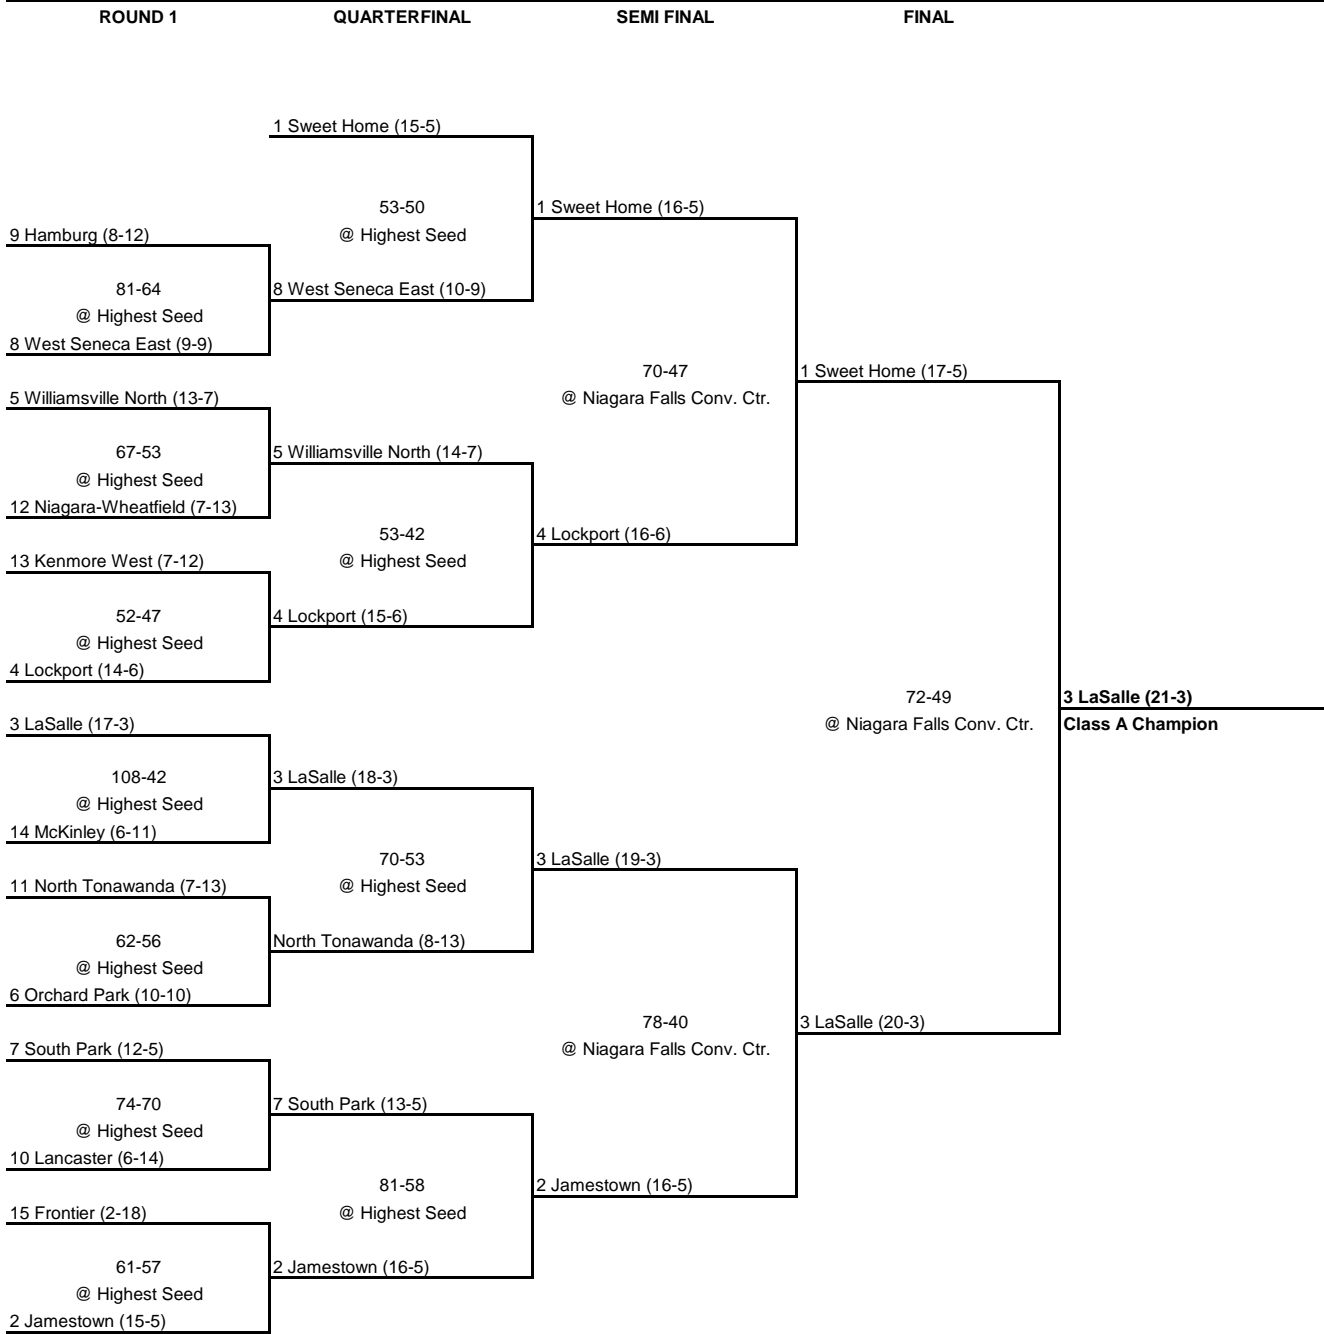 ROUND 1 QUARTERFINAL SEMI FINAL FINAL
1 Sweet Home (15-5)
53-50 1 Sweet Home (16-5)
9 Hamburg (8-12) @ Highest Seed
81-64 8 West Seneca East (10-9)
@ Highest Seed
8 West Seneca East (9-9)
70-47 1 Sweet Home (17-5)
5 Williamsville North (13-7) @ Niagara Falls Conv. Ctr.
67-53 5 Williamsville North (14-7)
@ Highest Seed
12 Niagara-Wheatfield (7-13)
53-42 4 Lockport (16-6)
13 Kenmore West (7-12) @ Highest Seed
52-47 4 Lockport (15-6)
@ Highest Seed
4 Lockport (14-6)
72-49 3 LaSalle (21-3)
3 LaSalle (17-3) @ Niagara Falls Conv. Ctr. Class A Champion
108-42 3 LaSalle (18-3)
@ Highest Seed
14 McKinley (6-11)
70-53 3 LaSalle (19-3)
11 North Tonawanda (7-13) @ Highest Seed
62-56 North Tonawanda (8-13)
@ Highest Seed
6 Orchard Park (10-10)
78-40 3 LaSalle (20-3)
7 South Park (12-5) @ Niagara Falls Conv. Ctr.
74-70 7 South Park (13-5)
@ Highest Seed
10 Lancaster (6-14)
81-58 2 Jamestown (16-5)
15 Frontier (2-18) @ Highest Seed
61-57 2 Jamestown (16-5)
@ Highest Seed
2 Jamestown (15-5)